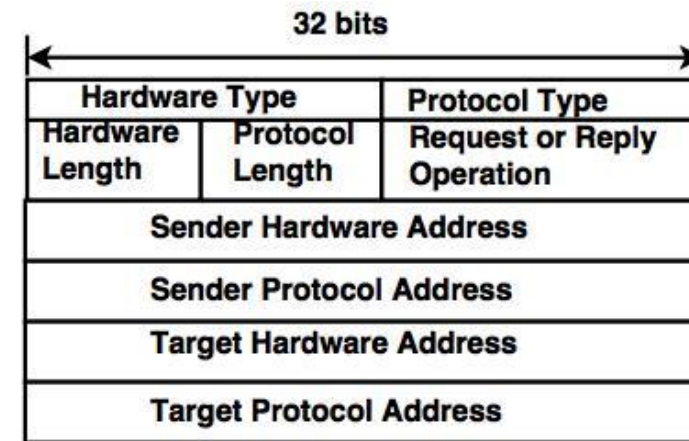 32 bits
Hardware Type Protocol Type
Hardware Protocol Request or Reply
Length Length Operation
Sender Hardware Address
Sender Protocol Address
Target Hardware Address
Target Protocol Address